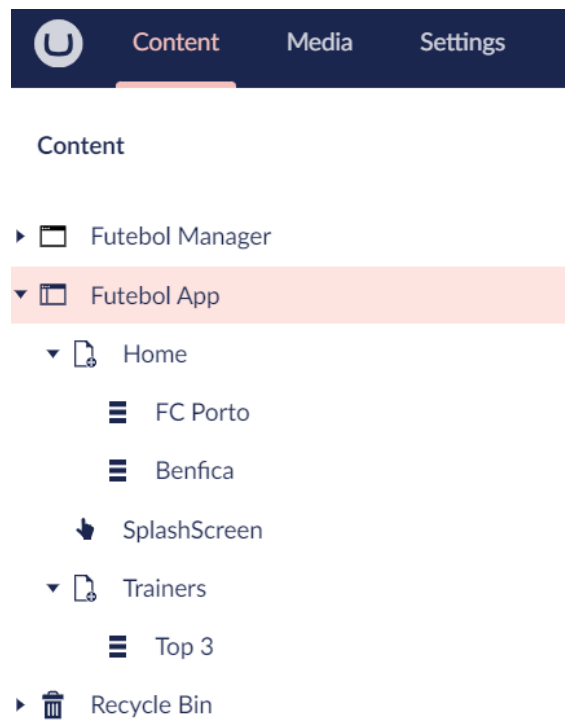 Content Media Settings
Content
Futebol Manager
Futebol App
Home
FC Porto
Benfica
SplashScreen
Trainers
Top 3
Recycle Bin